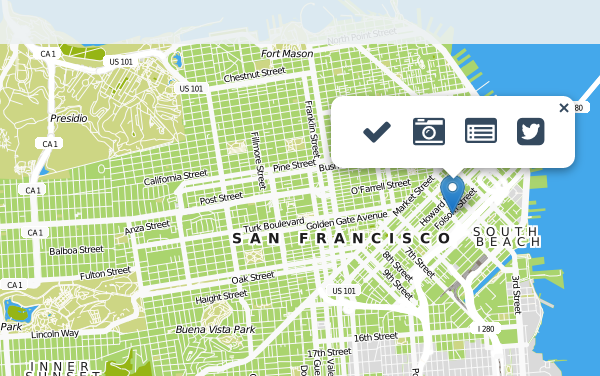 North Point Street
CA 1
US 101
Fort Mason
Chestnut Street
US 101
80
Presidio
Franklin Street
Fillmore Street
CA 1
Pine Street
Bus
California Street
CA 1
O'Farrell Street
Post Street
Market Street
Howard
Folsom Street
Golden Gate Avenue
Turk Boulevard
Anza Street
CA 1
SAN FRANCISCO
SOUTH
BEACH
Balboa Street
7th Street
8th Street
9th Street
Fulton Street
Oak Street
3rd Street
CA 1
US 101
Haight Street
Park
Lincoln Way
Buena Vista Park
I 280
16th Street
17th Street
INNER
SUNSET